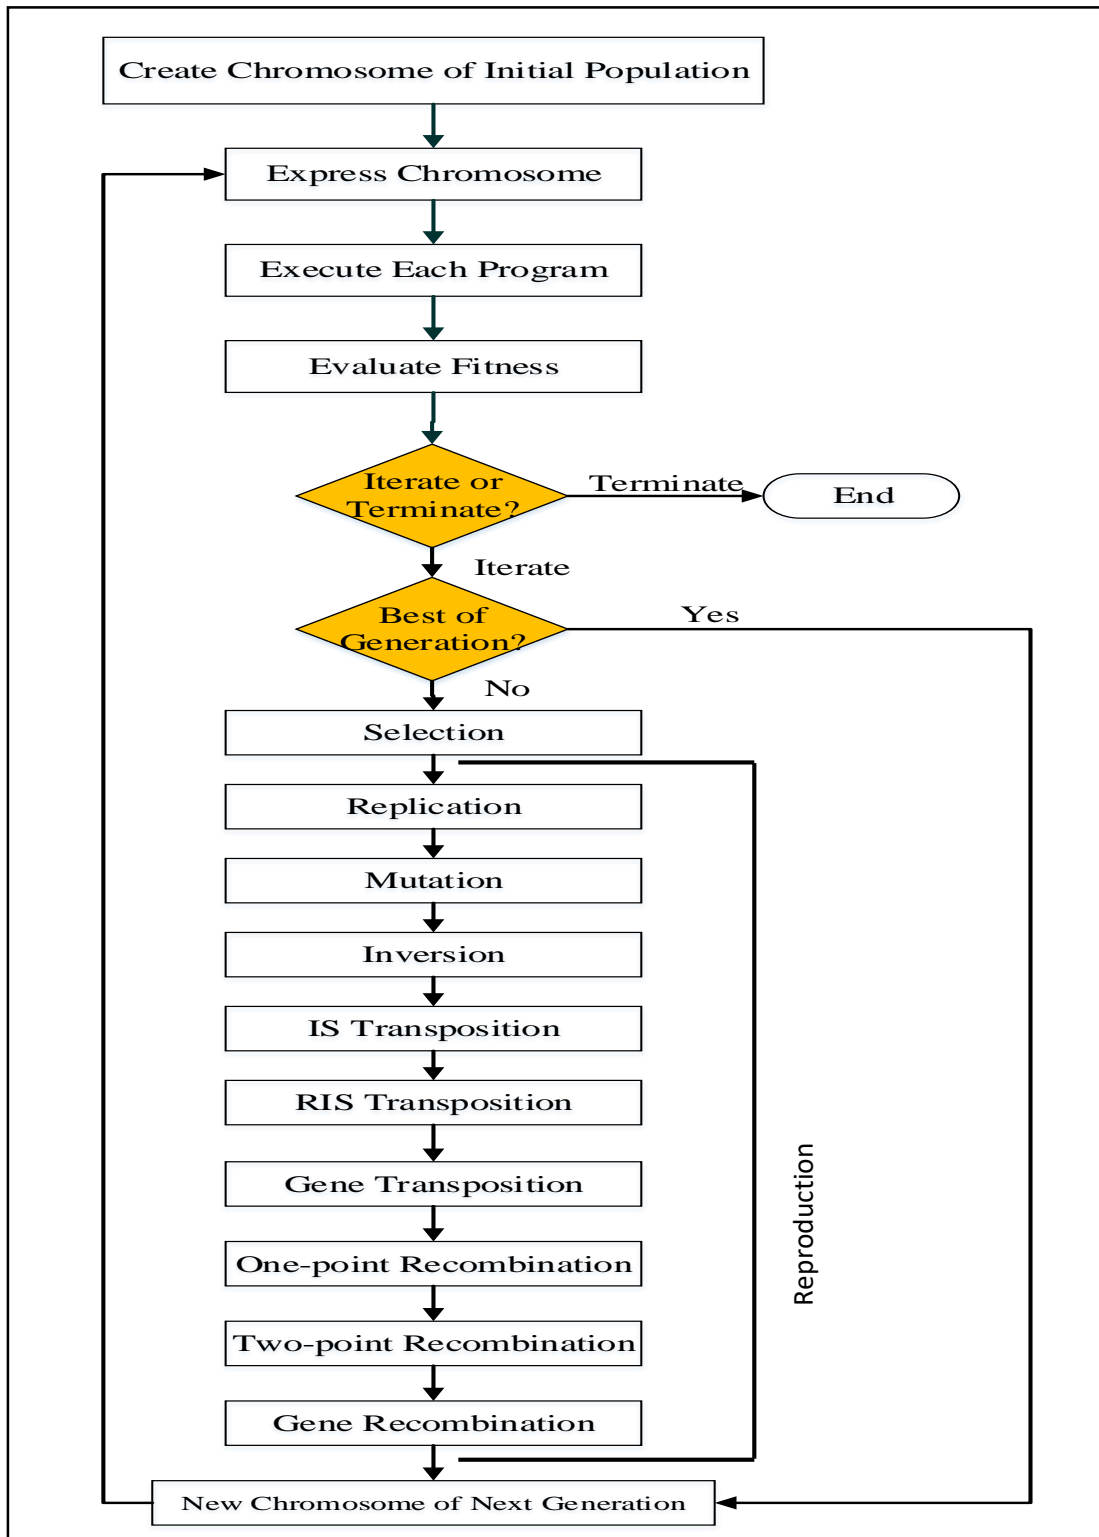 Create Chromosome of Initial Population
Express Chromosome
Execute Each Program
Evaluate Fitness
Iterate or
Terminate?
Terminate
End
Iterate
Best of
Generation?
Yes
No
Selection
Replication
Mutation
Inversion
IS Transposition
RIS Transposition
Gene Transposition
One-point Recombination
Two-point Recombination
Gene Recombination
Reproduction
New Chromosome of Next Generation